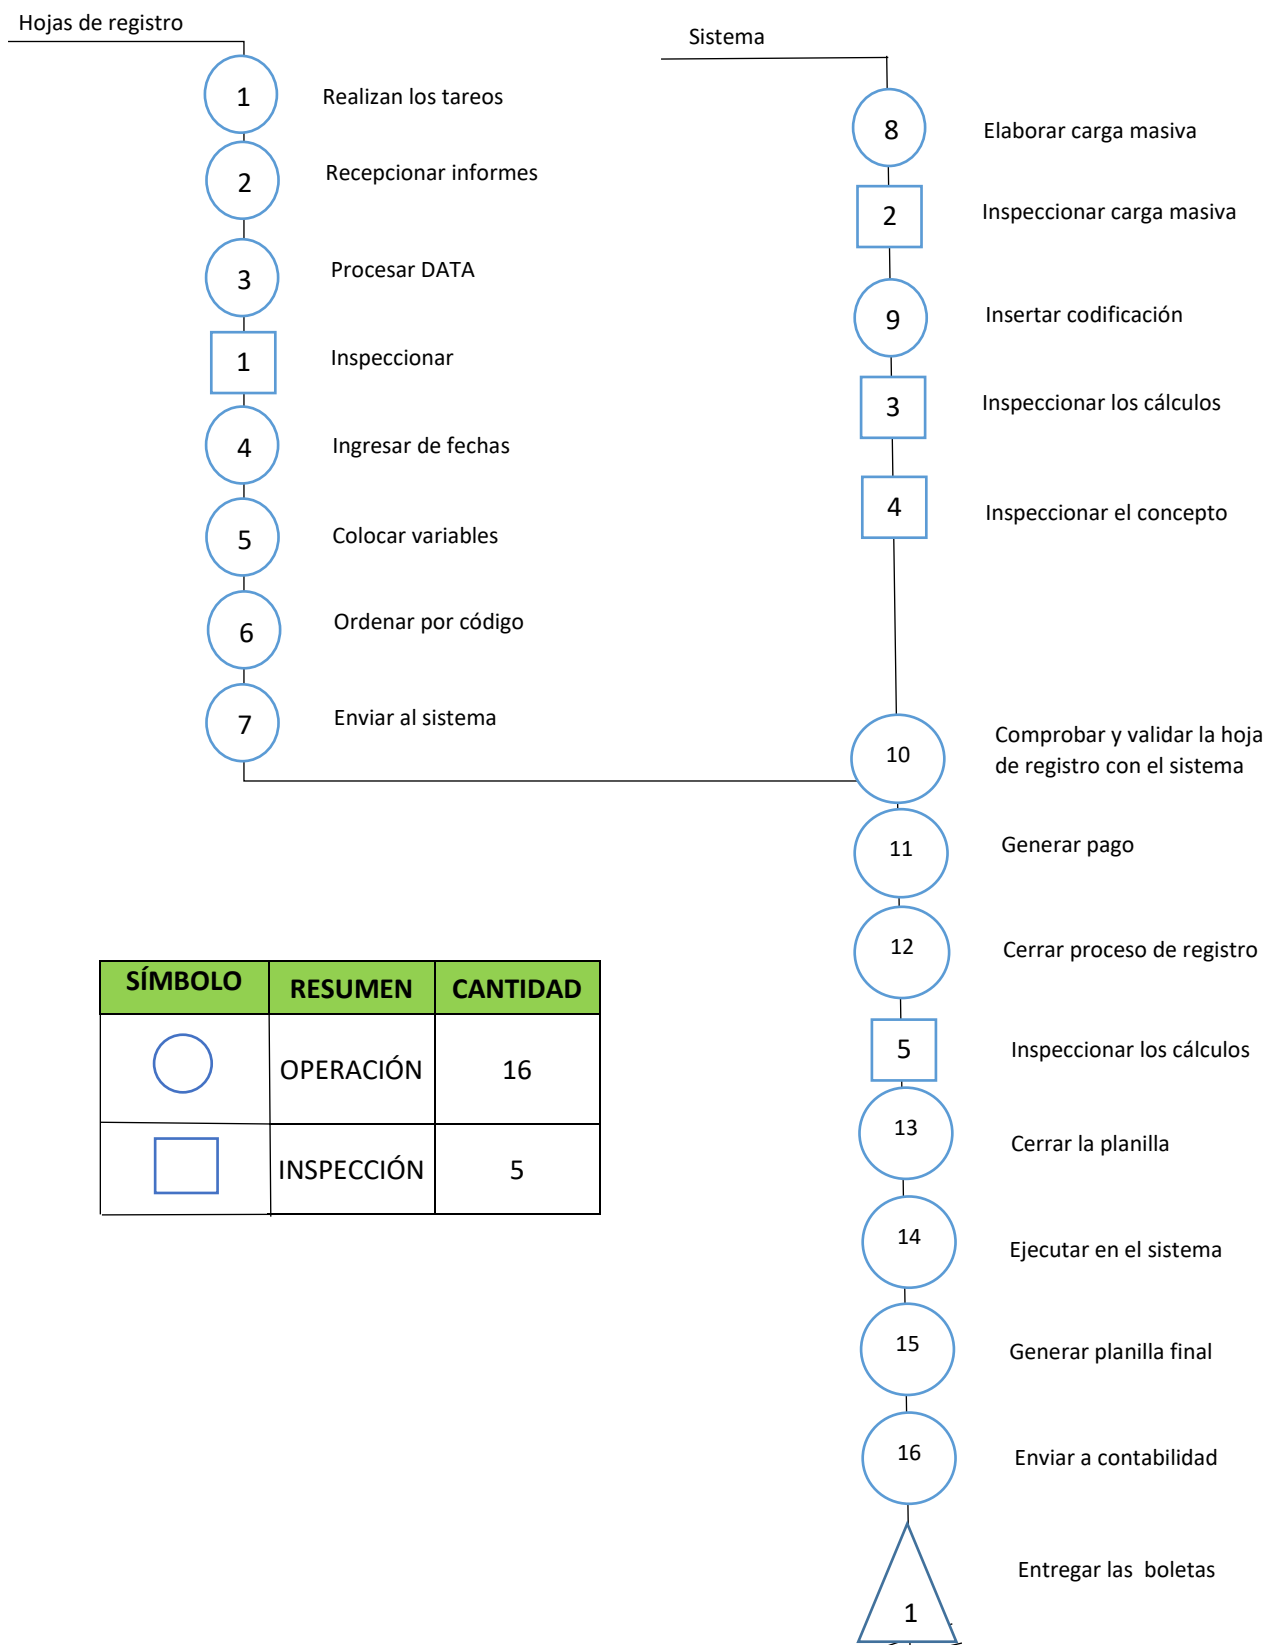 Hojas de registro
1
Realizan los tareos
2
Recepcionar informes
3
Procesar DATA
1
Inspeccionar
4
Ingresar de fechas
5
Colocar variables
6
Ordenar por código
7
Enviar al sistema
Sistema
8
Elaborar carga masiva
2
Inspeccionar carga masiva
9
Insertar codificación
3
Inspeccionar los cálculos
4
Inspeccionar el concepto
10
Comprobar y validar la hoja
de registro con el sistema
11
Generar pago
12
Cerrar proceso de registro
5
Inspeccionar los cálculos
13
Cerrar la planilla
14
Ejecutar en el sistema
15
Generar planilla final
16
Enviar a contabilidad
1
Entregar las boletas
SÍMBOLO RESUMEN CANTIDAD
OPERACIÓN 16
INSPECCIÓN 5